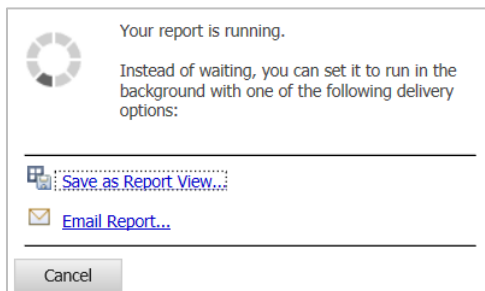 Your report is running.
Instead of waiting, you can set it to run in the
background with one of the following delivery
options:
Save as Report View...
Email Report...
Cancel